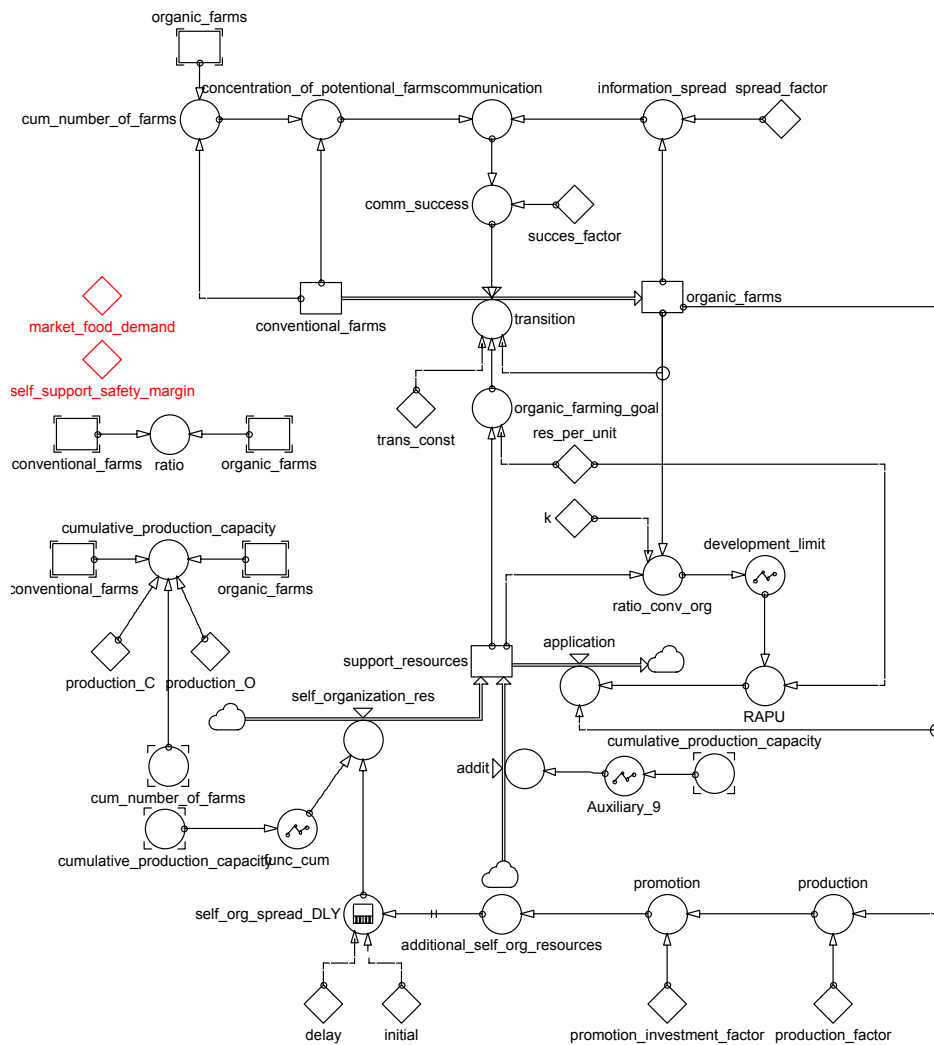 organic_farms
concentration_of_potentional_farms
communication
information_spread
spread_factor
cum_number_of_farms
comm_success
succes_factor
market_food_demand
conventional_farms
transition
organic_farms
self_support_safety_margin
trans_const
organic_farming_goal
res_per_unit
conventional_farms
ratio
organic_farms
k
development_limit
cumulative_production_capacity
conventional_farms
organic_farms
ratio_conv_org
application
support_resources
production_C
production_O
self_organization_res
RAPU
cumulative_production_capacity
addit
cum_number_of_farms
Auxiliary_9
cumulative_production_capacity
func_cum
promotion
production
self_org_spread_DLY
additional_self_org_resources
delay
initial
promotion_investment_factor
production_factor